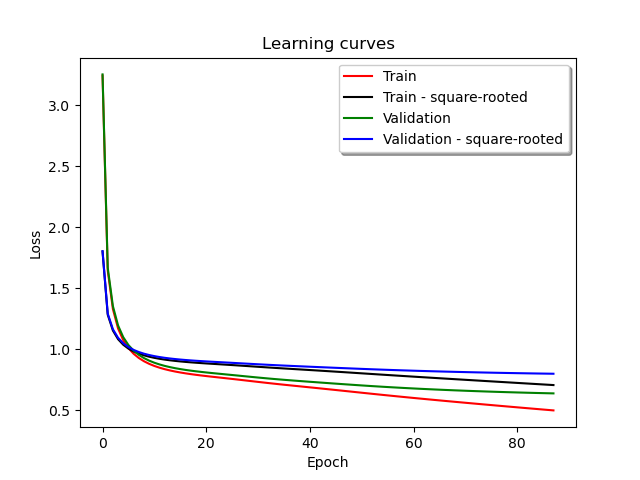 Learning curves
Train
Train - square-rooted
Validation
Validation - square-rooted
3.0
2.5
2.0
1.5
1.0
0.5
Loss
0
20
40
60
80
Epoch